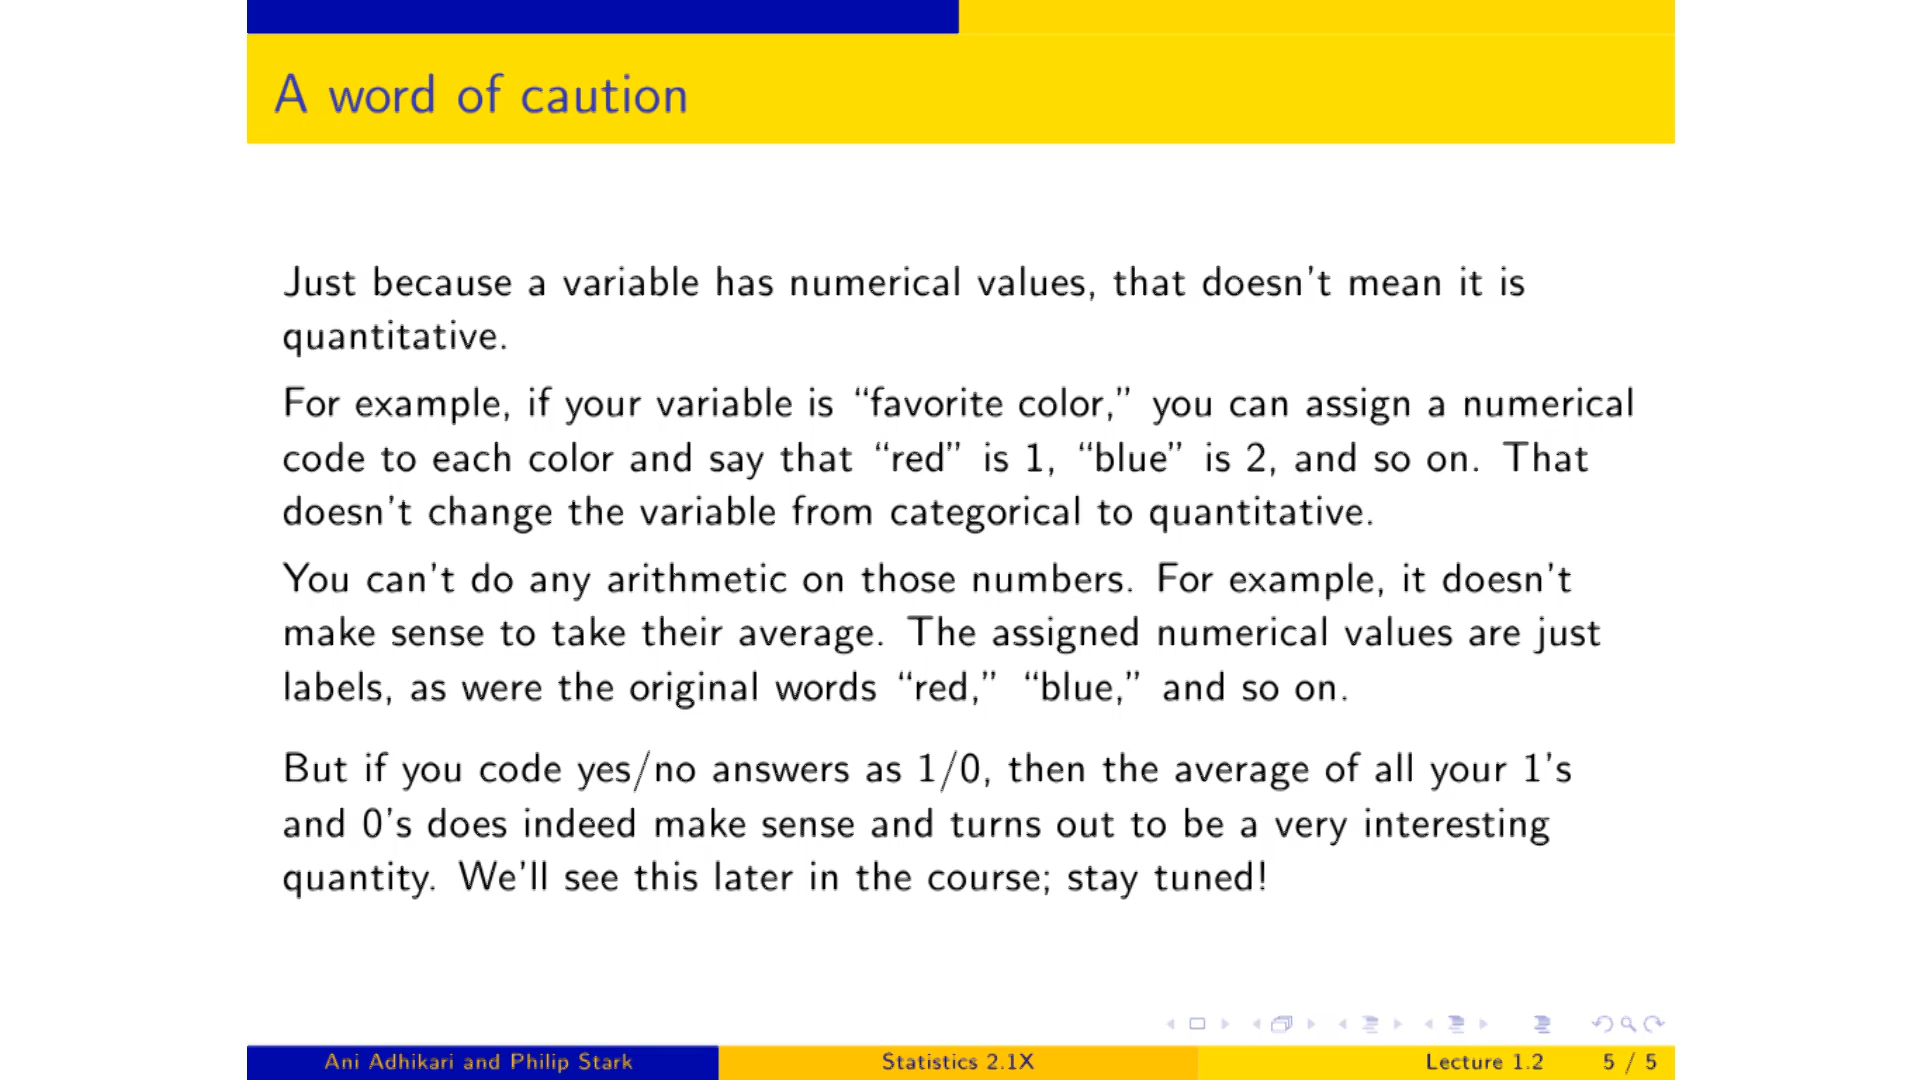 A word of caution
Just because a variable has numerical values, that doesn't mean it is
quantitative.
For example, if your variable is “favorite color,” you can assign a numerical
code to each color and say that “red” is 1, “blue” is 2, and so on. That
doesn't change the variable from categorical to quantitative.
You can't do any arithmetic on those numbers. For example, it doesn't
make sense to take their average. The assigned numerical values are just
labels, as were the original words “red,” “blue,” and so on.
But if you code yes/no answers as 1/0, then the average of all your 1's
and 0's does indeed make sense and turns out to be a very interesting
quantity. We'll see this later in the course; stay tuned!
Ani Adhikari and Philip Stark Statistics 2.1X Lecture 1.2 5 / 5